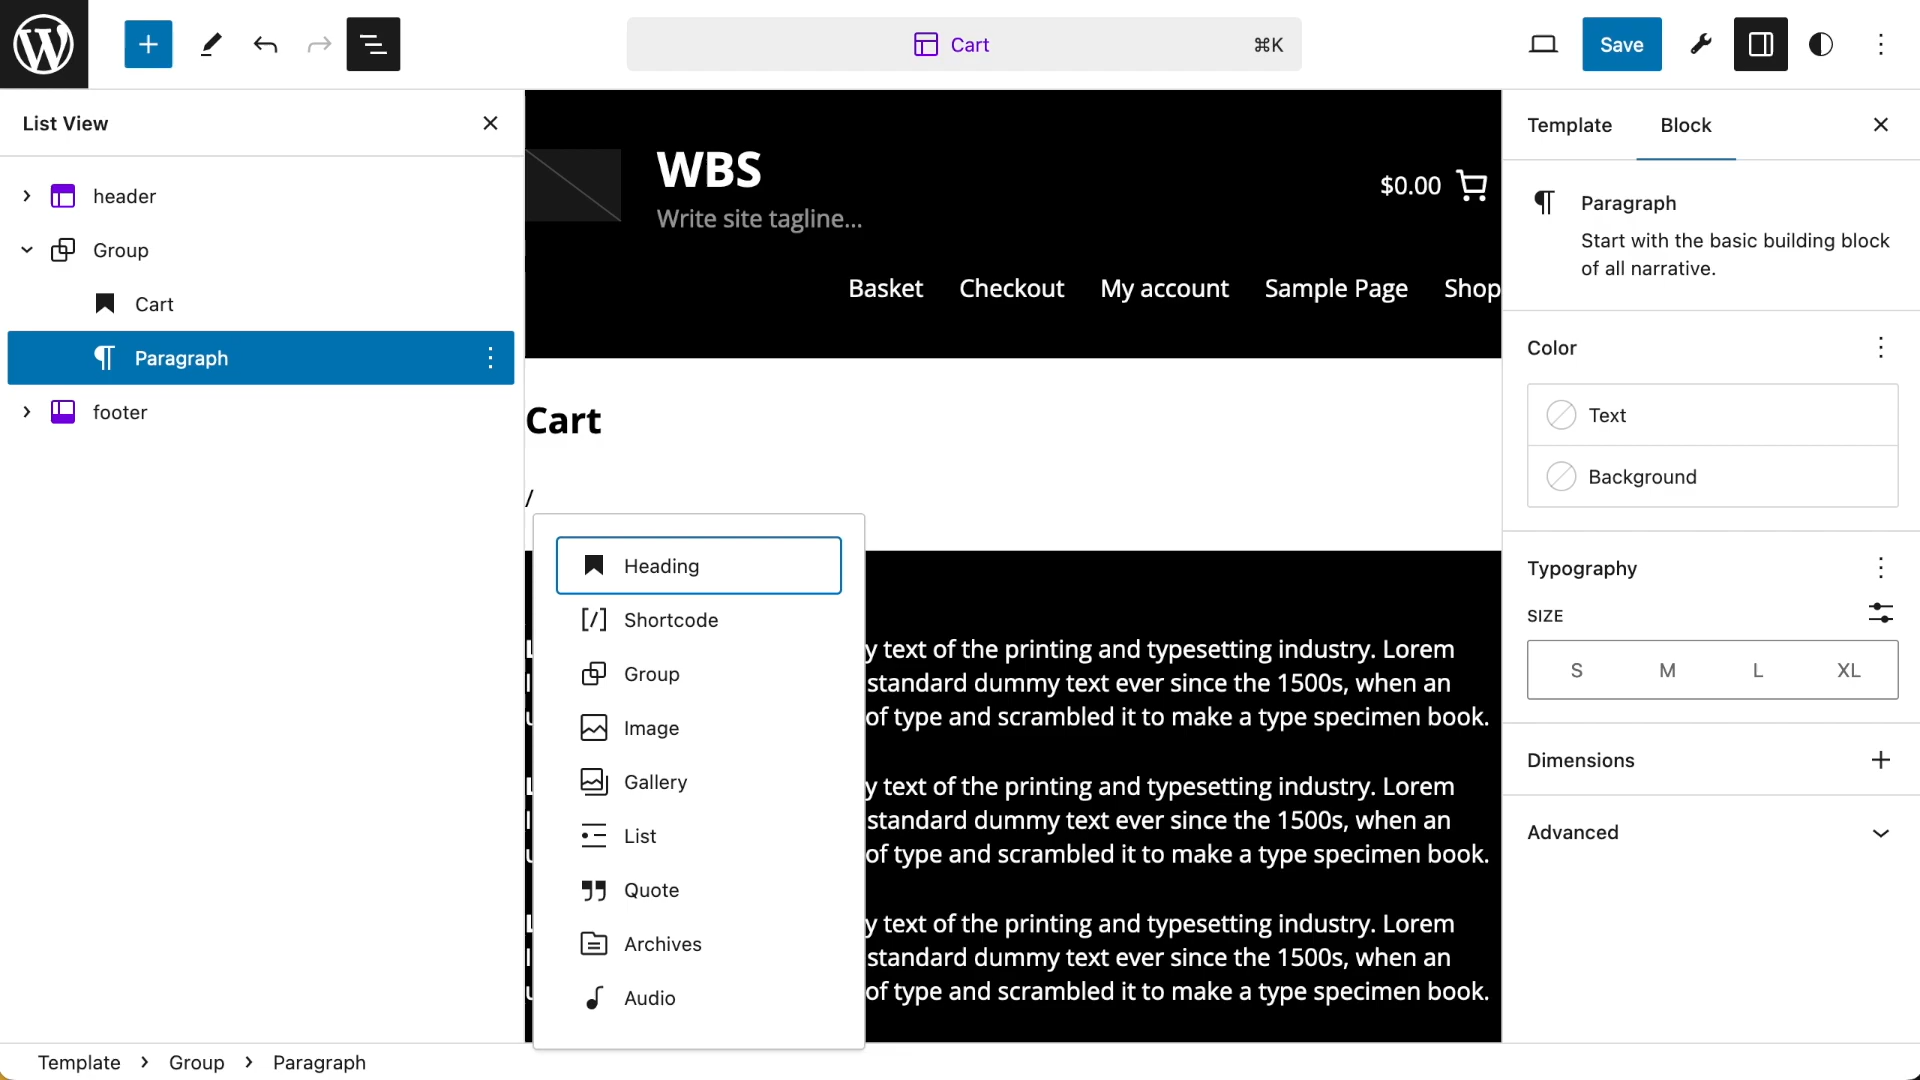 Cart
⌘K
Save
List View
header
Group
Cart
Paragraph
footer
WBS
Write site tagline...
$0.00
Basket
Checkout
My account
Sample Page
Shop
Cart
/
Heading
Shortcode
Group
Image
Gallery
List
Quote
Archives
Audio
y text of the printing and typesetting industry. Lorem
standard dummy text ever since the 1500s, when an
of type and scrambled it to make a type specimen book.
y text of the printing and typesetting industry. Lorem
standard dummy text ever since the 1500s, when an
of type and scrambled it to make a type specimen book.
y text of the printing and typesetting industry. Lorem
standard dummy text ever since the 1500s, when an
of type and scrambled it to make a type specimen book.
Template
Block
Paragraph
Start with the basic building block
of all narrative.
Color
Text
Background
Typography
SIZE
S M L XL
Dimensions
Advanced
Template > Group > Paragraph